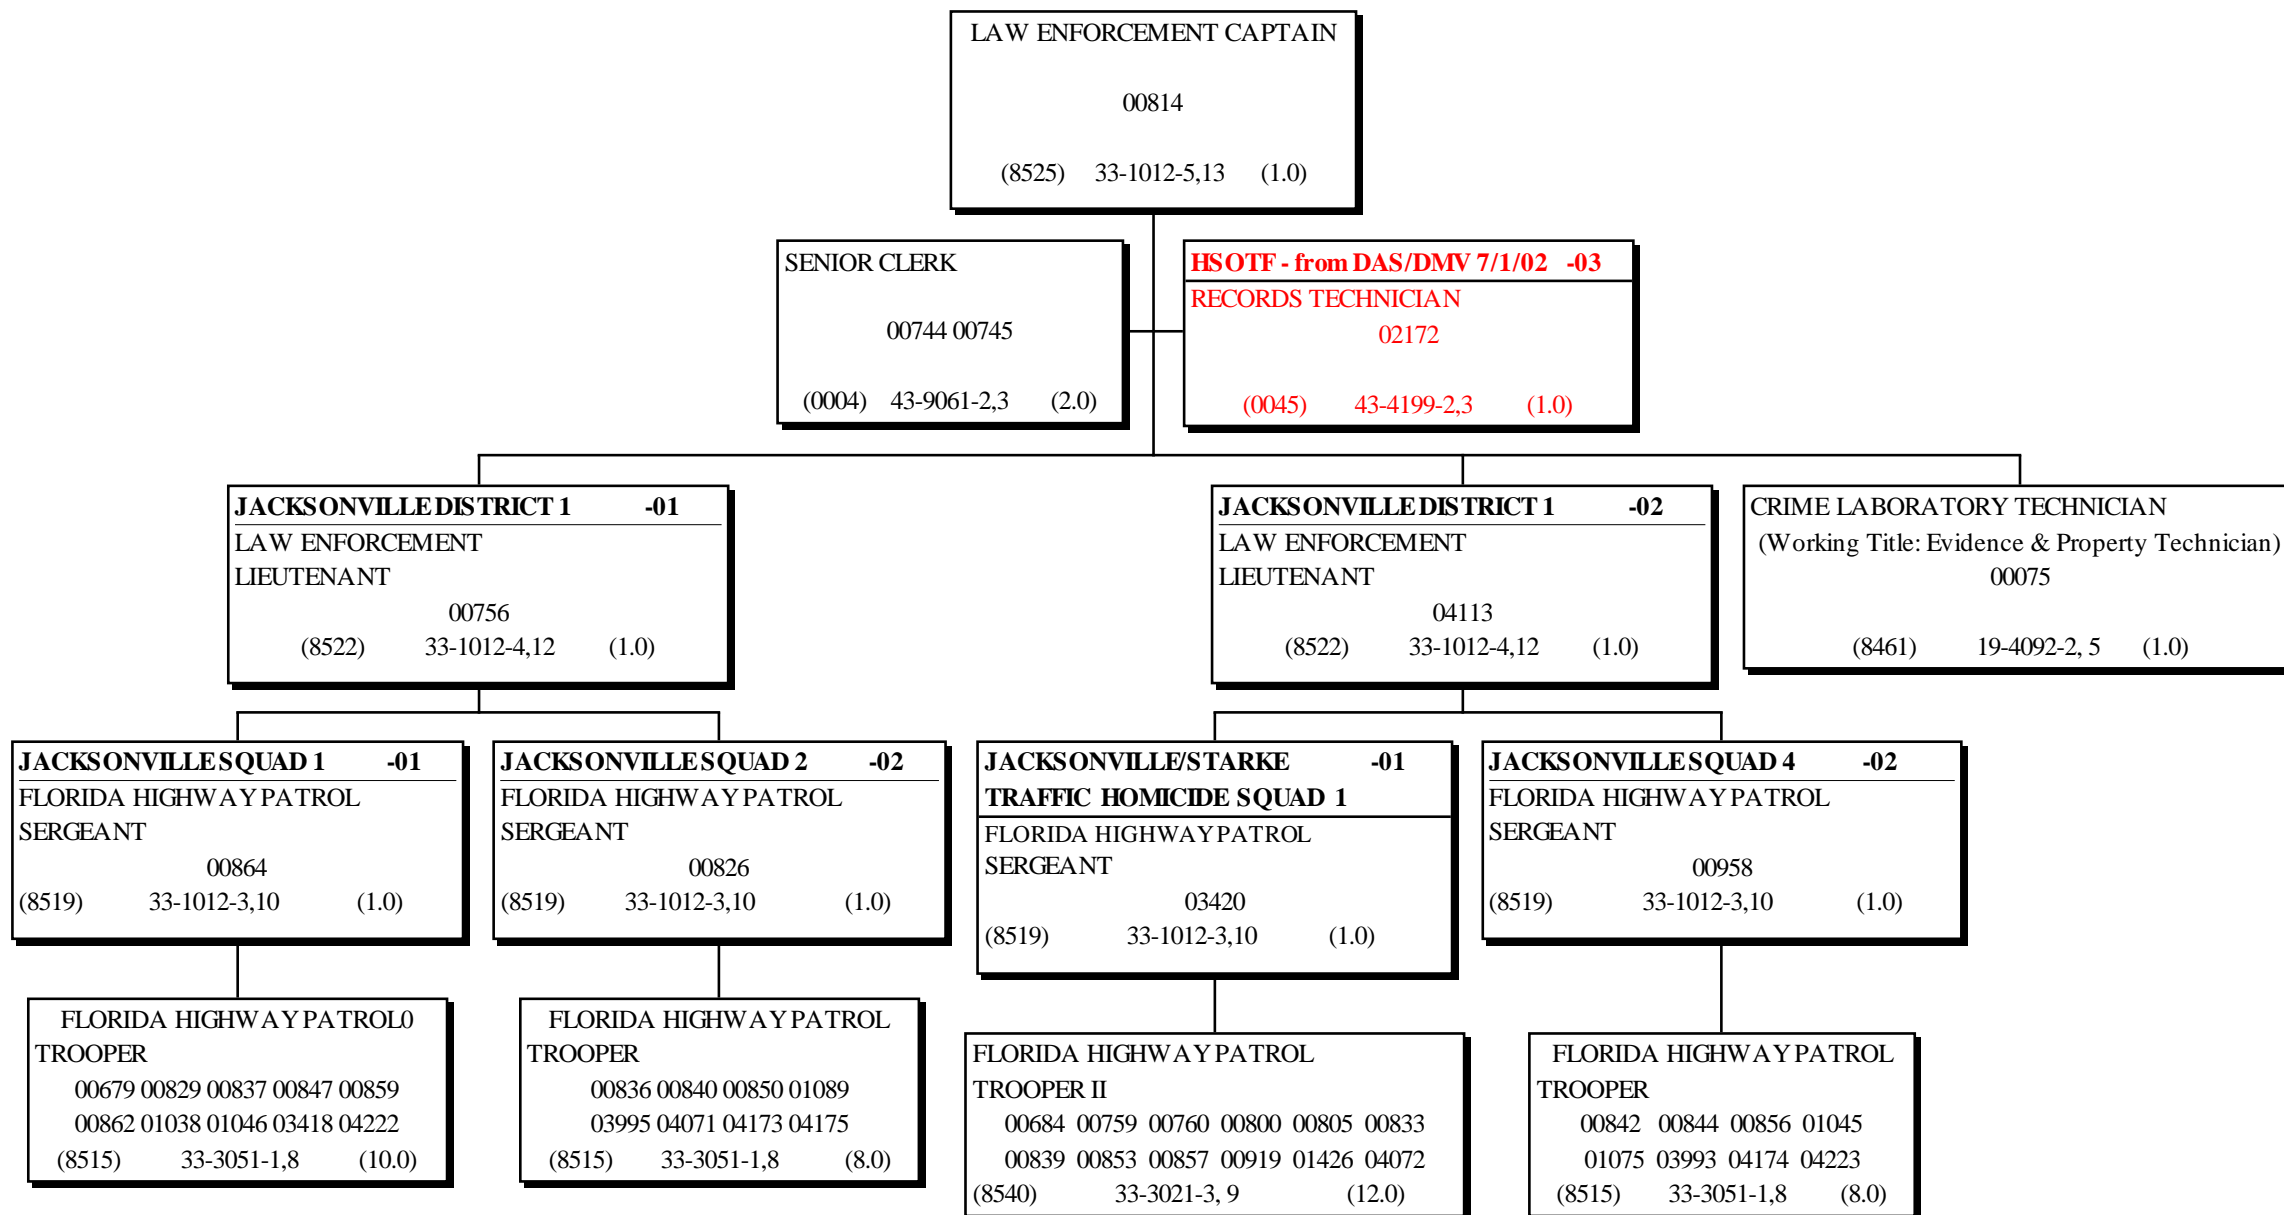 LAW ENFORCEMENT CAPTAIN
00814
(8525) 33-1012-5,13 (1.0)
SENIOR CLERK
00744 00745
(0004) 43-9061-2,3 (2.0)
HSOTF - from DAS/DMV 7/1/02 -03
RECORDS TECHNICIAN
02172
(0045) 43-4199-2,3 (1.0)
JACKSONVILLE DISTRICT 1 -01
LAW ENFORCEMENT
LIEUTENANT
00756
(8522) 33-1012-4,12 (1.0)
JACKSONVILLE DISTRICT 1 -02
LAW ENFORCEMENT
LIEUTENANT
04113
(8522) 33-1012-4,12 (1.0)
CRIME LABORATORY TECHNICIAN
(Working Title: Evidence & Property Technician)
00075
(8461) 19-4092-2, 5 (1.0)
JACKSONVILLE SQUAD 1 -01
FLORIDA HIGHWAY PATROL
SERGEANT
00864
(8519) 33-1012-3,10 (1.0)
JACKSONVILLE SQUAD 2 -02
FLORIDA HIGHWAY PATROL
SERGEANT
00826
(8519) 33-1012-3,10 (1.0)
JACKSONVILLE/STARKE -01
TRAFFIC HOMICIDE SQUAD 1
FLORIDA HIGHWAY PATROL
SERGEANT
03420
(8519) 33-1012-3,10 (1.0)
JACKSONVILLE SQUAD 4 -02
FLORIDA HIGHWAY PATROL
SERGEANT
00958
(8519) 33-1012-3,10 (1.0)
FLORIDA HIGHWAY PATROL0
TROOPER
00679 00829 00837 00847 00859
00862 01038 01046 03418 04222
(8515) 33-3051-1,8 (10.0)
FLORIDA HIGHWAY PATROL
TROOPER
00836 00840 00850 01089
03995 04071 04173 04175
(8515) 33-3051-1,8 (8.0)
FLORIDA HIGHWAY PATROL
TROOPER II
00684 00759 00760 00800 00805 00833
00839 00853 00857 00919 01426 04072
(8540) 33-3021-3, 9 (12.0)
FLORIDA HIGHWAY PATROL
TROOPER
00842 00844 00856 01045
01075 03993 04174 04223
(8515) 33-3051-1,8 (8.0)